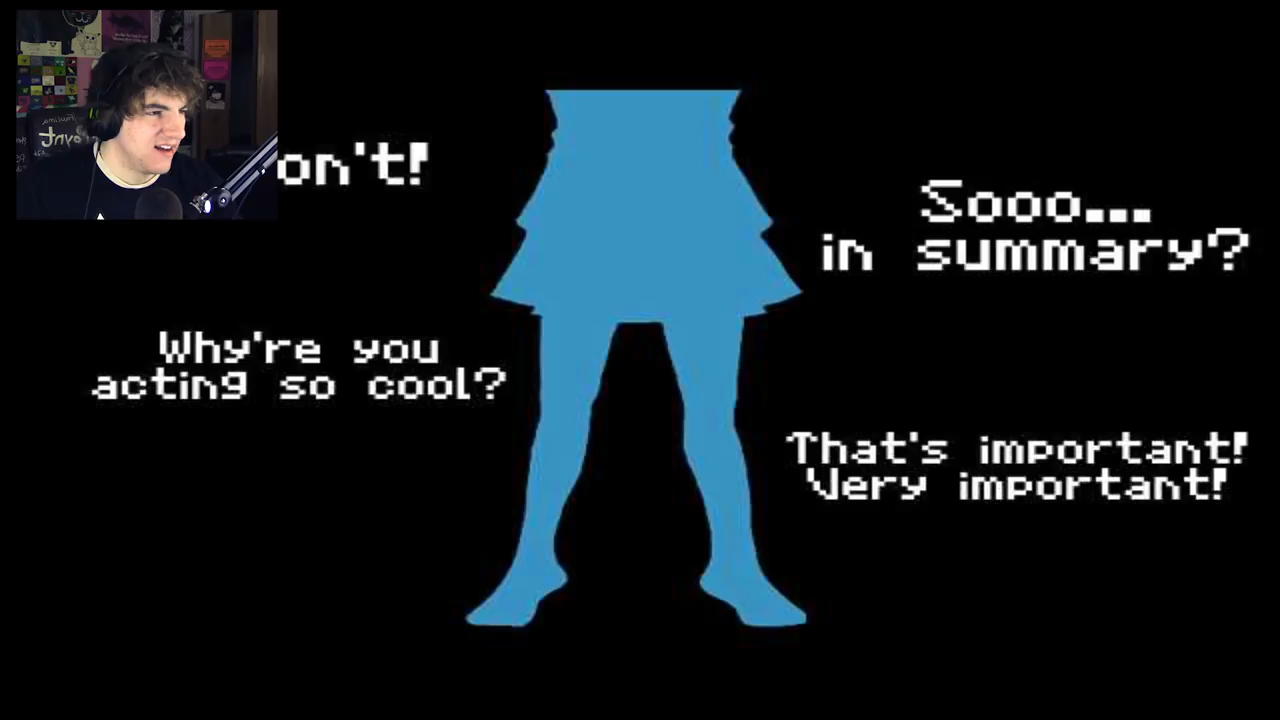 on't!
Sooo...
in summary?
Why're you
acting so cool?
That's important!
Very important!